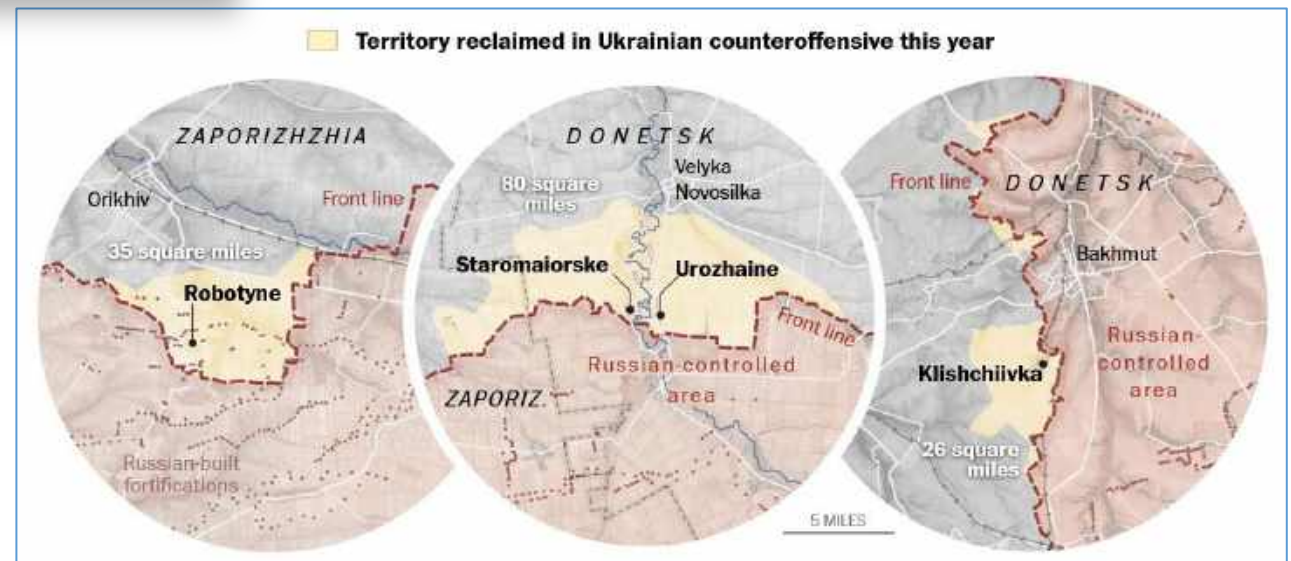 Territory reclaimed in Ukrainian counteroffensive this year
ZAPORIZHZHIA
Orikhiv
Front line
35 square miles
Robotyne
Russian-built
fortifications
DONETSK
Velyka
Novosilka
80 square
miles
Staromaiorske
Urozhaine
Front line
Russian-controlled
area
ZAPORIZ.
5 MILES
Front line
DONETSK
Bakhmut
Russian-
controlled
area
Klishchiivka
26 square
miles